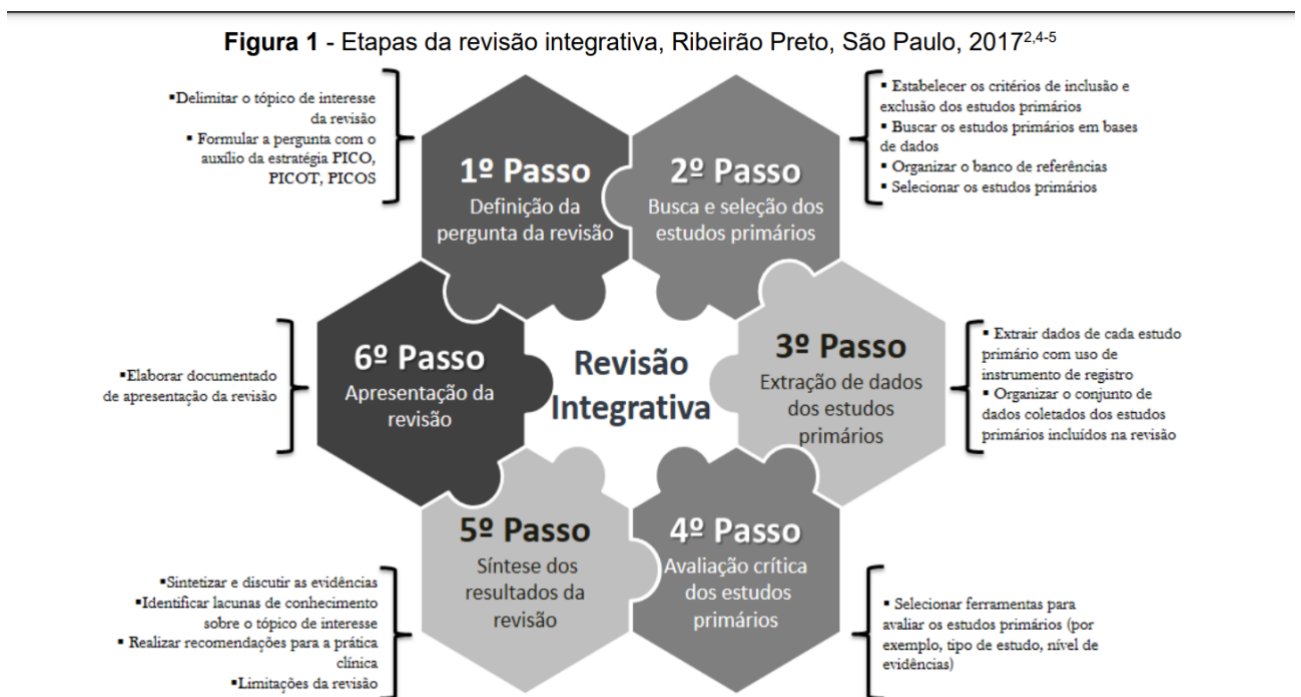 Figura 1 - Etapas da revisão integrativa, Ribeirão Preto, São Paulo, 2017²,⁴-⁵
▪Delimitar o tópico de interesse
da revisão
▪ Formular a pergunta com o
auxílio da estratégia PICO,
PICOT, PICOS
1º Passo
Definição da
pergunta da revisão
2º Passo
Busca e seleção dos
estudos primários
▪ Estabelecer os critérios de inclusão e
exclusão dos estudos primários
▪ Buscar os estudos primários em bases
de dados
▪ Organizar o banco de referências
▪ Selecionar os estudos primários
▪Elaborar documentado
de apresentação da revisão
6º Passo
Apresentação da
revisão
Revisão
Integrativa
3º Passo
Extração de dados
dos estudos
primários
▪ Extrair dados de cada estudo
primário com uso de
instrumento de registro
▪ Organizar o conjunto de
dados coletados dos estudos
primários incluídos na revisão
▪Sintetizar e discutir as evidências
▪Identificar lacunas de conhecimento
sobre o tópico de interesse
▪ Realizar recomendações para a prática
clínica
▪Limitações da revisão
5º Passo
Síntese dos
resultados da
revisão
4º Passo
Avaliação crítica
dos estudos
primários
▪ Selecionar ferramentas para
avaliar os estudos primários (por
exemplo, tipo de estudo, nível de
evidências)